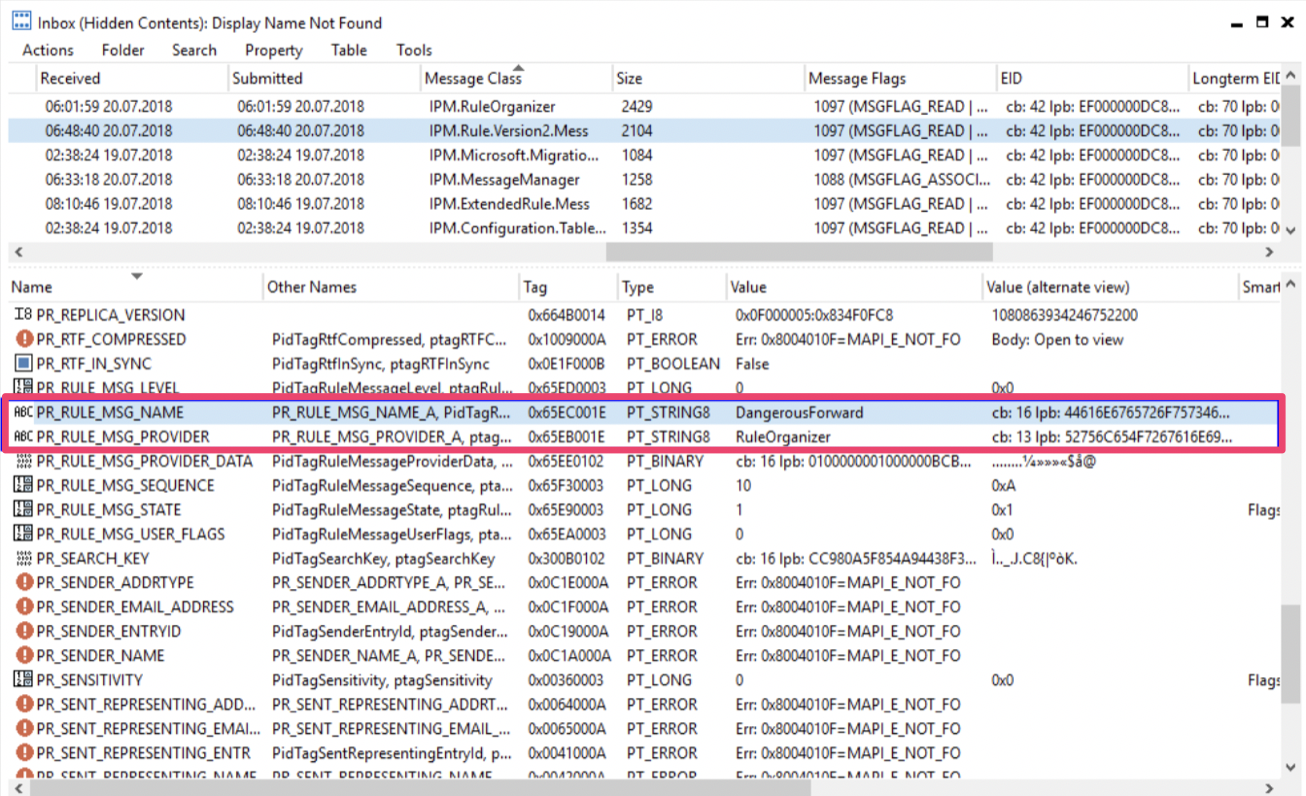 Inbox (Hidden Contents): Display Name Not Found
Actions Folder Search Property Table Tools
Received Submitted Message Class Size Message Flags EID Longterm EID
06:01:59 20.07.2018 06:01:59 20.07.2018 IPM.RuleOrganizer 2429 1097 (MSGFLAG_READ | ... cb: 42 lpb: EF000000DC8... cb: 70 lpb: 0
06:48:40 20.07.2018 06:48:40 20.07.2018 IPM.Rule.Version2.Mess 2104 1097 (MSGFLAG_READ | ... cb: 42 lpb: EF000000DC8... cb: 70 lpb: 0
02:38:24 19.07.2018 02:38:24 19.07.2018 IPM.Microsoft.Migratio... 1084 1097 (MSGFLAG_READ | ... cb: 42 lpb: EF000000DC8... cb: 70 lpb: 0
06:33:18 20.07.2018 06:33:18 20.07.2018 IPM.MessageManager 1258 1088 (MSGFLAG_ASSOCI... cb: 42 lpb: EF000000DC8... cb: 70 lpb: 0
08:10:46 19.07.2018 08:10:46 19.07.2018 IPM.ExtendedRule.Mess 1682 1097 (MSGFLAG_READ | ... cb: 42 lpb: EF000000DC8... cb: 70 lpb: 0
02:38:24 19.07.2018 02:38:24 19.07.2018 IPM.Configuration.Table... 1354 1097 (MSGFLAG_READ | ... cb: 42 lpb: EF000000DC8... cb: 70 lpb: 0
Name Other Names Tag Type Value Value (alternate view) Smart
I8 PR_REPLICA_VERSION 0x664B0014 PT_I8 0x0F000005:0x834F0FC8 1080863934246752200
PR_RTF_COMPRESSED PidTagRtfCompressed, ptagRTFC... 0x1009000A PT_ERROR Err: 0x8004010F=MAPI_E_NOT_FO Body: Open to view
PR_RTF_IN_SYNC PidTagRtfInSync, ptagRTFInSync 0x0E1F000B PT_BOOLEAN False
PR_RULE_MSG_LEVEL PidTagRuleMessageLevel, ptagRul... 0x65ED0003 PT_LONG 0 0x0
ABC PR_RULE_MSG_NAME PR_RULE_MSG_NAME_A, PidTagR... 0x65EC001E PT_STRING8 DangerousForward cb: 16 lpb: 44616E6765726F757346...
ABC PR_RULE_MSG_PROVIDER PR_RULE_MSG_PROVIDER_A, ptag... 0x65EB001E PT_STRING8 RuleOrganizer cb: 13 lpb: 52756C654F7267616E69...
PR_RULE_MSG_PROVIDER_DATA PidTagRuleMessageProviderData, ... 0x65EE0102 PT_BINARY cb: 16 lpb: 0100000001000000BCB... ........¼»»»«$å@
PR_RULE_MSG_SEQUENCE PidTagRuleMessageSequence, pta... 0x65F30003 PT_LONG 10 0xA
PR_RULE_MSG_STATE PidTagRuleMessageState, ptagRul... 0x65E90003 PT_LONG 1 0x1 Flags
PR_RULE_MSG_USER_FLAGS PidTagRuleMessageUserFlags, pta... 0x65EA0003 PT_LONG 0 0x0
PR_SEARCH_KEY PidTagSearchKey, ptagSearchKey 0x300B0102 PT_BINARY cb: 16 lpb: CC980A5F854A94438F3... Ì.._.J.C8{|ºòK.
PR_SENDER_ADDRTYPE PR_SENDER_ADDRTYPE_A, PR_SE... 0x0C1E000A PT_ERROR Err: 0x8004010F=MAPI_E_NOT_FO
PR_SENDER_EMAIL_ADDRESS PR_SENDER_EMAIL_ADDRESS_A, ... 0x0C1F000A PT_ERROR Err: 0x8004010F=MAPI_E_NOT_FO
PR_SENDER_ENTRYID PidTagSenderEntryId, ptagSender... 0x0C19000A PT_ERROR Err: 0x8004010F=MAPI_E_NOT_FO
PR_SENDER_NAME PR_SENDER_NAME_A, PR_SENDE... 0x0C1A000A PT_ERROR Err: 0x8004010F=MAPI_E_NOT_FO
PR_SENSITIVITY PidTagSensitivity, ptagSensitivity 0x00360003 PT_LONG 0 0x0 Flags
PR_SENT_REPRESENTING_ADD... PR_SENT_REPRESENTING_ADDRT... 0x0064000A PT_ERROR Err: 0x8004010F=MAPI_E_NOT_FO
PR_SENT_REPRESENTING_EMAI... PR_SENT_REPRESENTING_EMAIL_... 0x0065000A PT_ERROR Err: 0x8004010F=MAPI_E_NOT_FO
PR_SENT_REPRESENTING_ENTR PidTagSentRepresentingEntryId, p... 0x0041000A PT_ERROR Err: 0x8004010F=MAPI_E_NOT_FO
PR_SENT_REPRESENTING_NAME PR_SENT_REPRESENTING_NAME_ 0x0042000A PT_ERROR Err: 0x8004010F=MAPI_E_NOT_FO